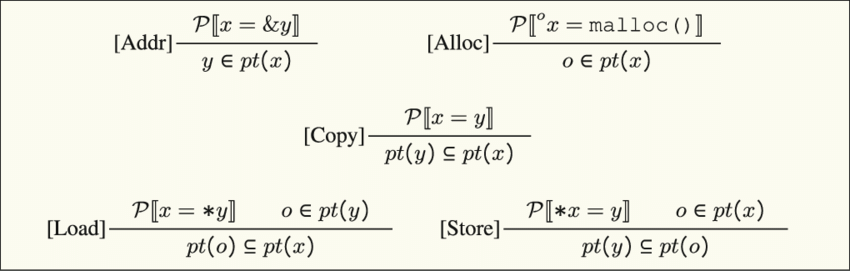 [Addr] 𝒫⟦x = &y⟧ / y ∈ pt(x)
[Alloc] 𝒫⟦ᵒx = malloc()⟧ / o ∈ pt(x)
[Copy] 𝒫⟦x = y⟧ / pt(y) ⊆ pt(x)
[Load] 𝒫⟦x = *y⟧ o ∈ pt(y) / pt(o) ⊆ pt(x)
[Store] 𝒫⟦*x = y⟧ o ∈ pt(x) / pt(y) ⊆ pt(o)